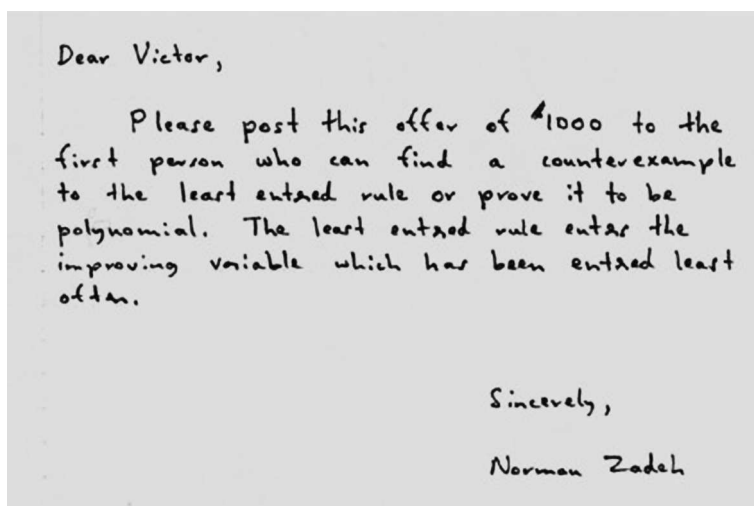 Dear Victor,
Please post this offer of $1000 to the
first person who can find a counterexample
to the least entered rule or prove it to be
polynomial. The least entered rule enters the
improving variable which has been entered least
often.
Sincerely,
Norman Zadeh